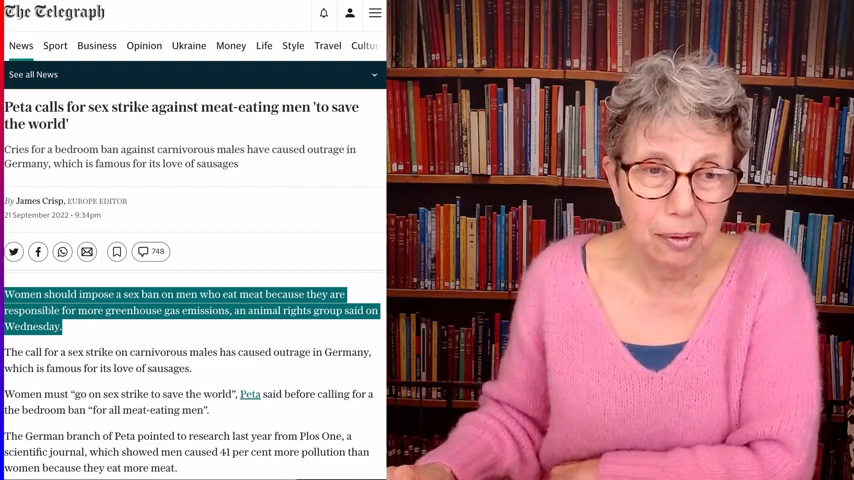 The Telegraph
News Sport Business Opinion Ukraine Money Life Style Travel Cultu
See all News
Peta calls for sex strike against meat-eating men 'to save
the world'
Cries for a bedroom ban against carnivorous males have caused outrage in
Germany, which is famous for its love of sausages
By James Crisp, EUROPE EDITOR
21 September 2022 • 9:34pm
748
Women should impose a sex ban on men who eat meat because they are
responsible for more greenhouse gas emissions, an animal rights group said on
Wednesday.
The call for a sex strike on carnivorous males has caused outrage in Germany,
which is famous for its love of sausages.
Women must “go on sex strike to save the world”, Peta said before calling for a
the bedroom ban “for all meat-eating men”.
The German branch of Peta pointed to research last year from Plos One, a
scientific journal, which showed men caused 41 per cent more pollution than
women because they eat more meat.